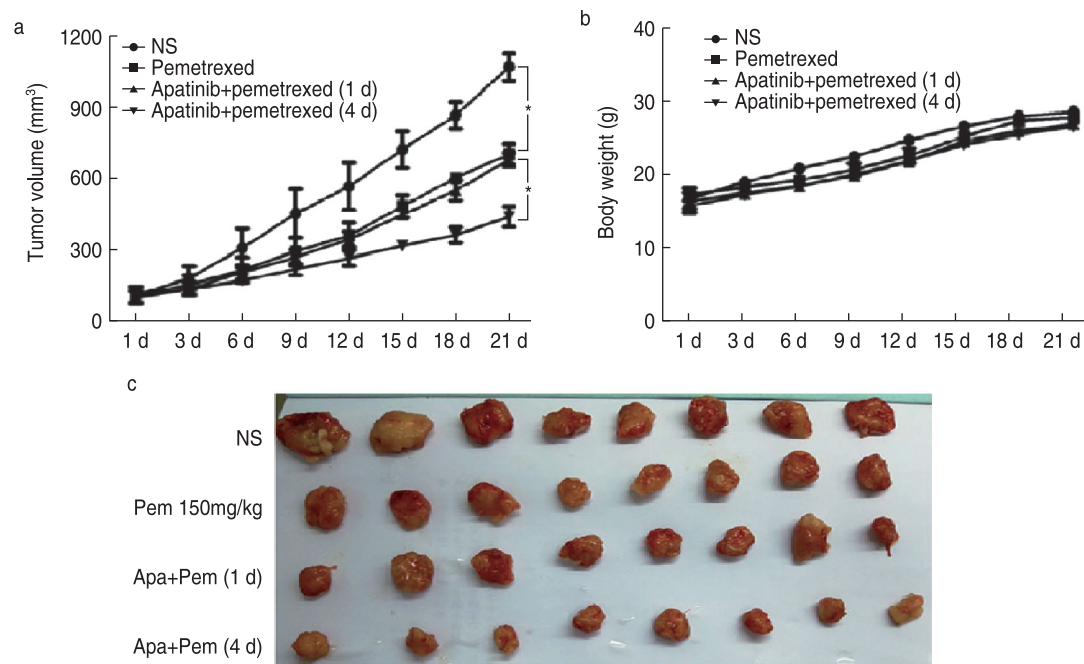 a
1200
900
600
300
0
Tumor volume (mm³)
NS
Pemetrexed
Apatinib+pemetrexed (1 d)
Apatinib+pemetrexed (4 d)
*
*
1 d 3 d 6 d 9 d 12 d 15 d 18 d 21 d
b
40
30
20
10
0
Body weight (g)
NS
Pemetrexed
Apatinib+pemetrexed (1 d)
Apatinib+pemetrexed (4 d)
1 d 3 d 6 d 9 d 12 d 15 d 18 d 21 d
c
NS
Pem 150mg/kg
Apa+Pem (1 d)
Apa+Pem (4 d)